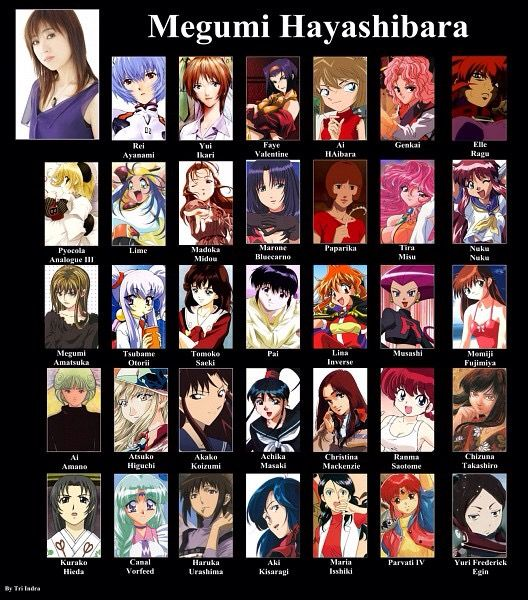 Megumi Hayashibara
Rei
Ayanami
Yui
Ikari
Faye
Valentine
Ai
HAibara
Genkai
Elle
Ragu
Pyocola
Analogue III
Lime
Madoka
Midou
Marone
Bluecarno
Paparika
Tira
Misu
Nuku
Nuku
Megumi
Amatsuka
Tsubame
Otorii
Tomoko
Saeki
Pai
Lina
Inverse
Musashi
Momiji
Fujimiya
Ai
Amano
Atsuko
Higuchi
Akako
Koizumi
Achika
Masaki
Christina
Mackenzie
Ranma
Saotome
Chizuna
Takashiro
Kurako
Hieda
Canal
Vorfeed
Haruka
Urashima
Aki
Kisaragi
Maria
Isshiki
Parvati IV
Yuri Frederick
Egin
By Tri Indra